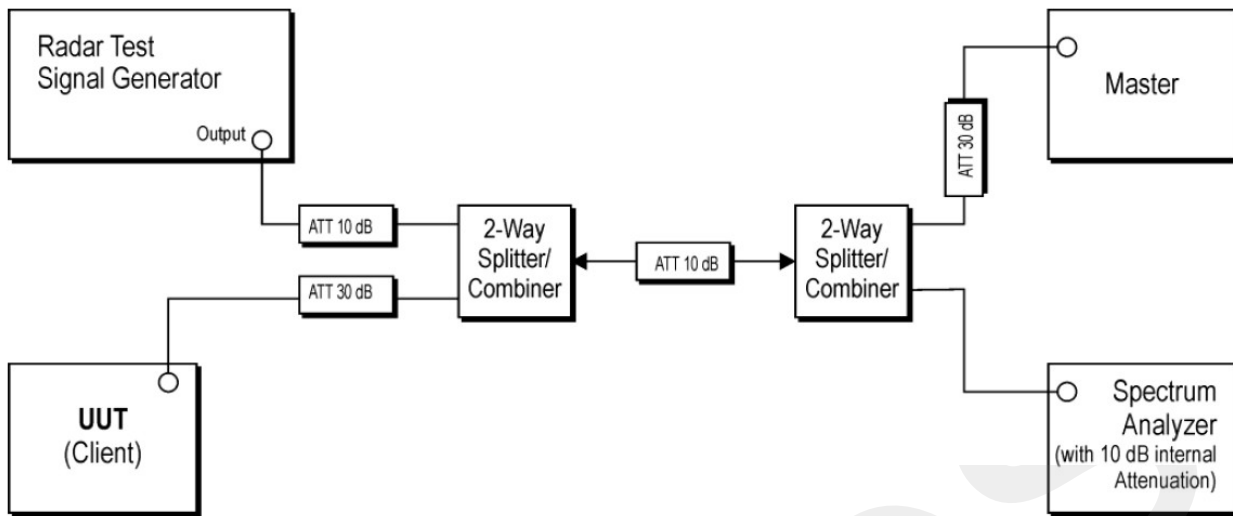 Radar Test
Signal Generator
Output
ATT 10 dB
ATT 30 dB
UUT
(Client)
2-Way
Splitter/
Combiner
ATT 10 dB
2-Way
Splitter/
Combiner
ATT 30 dB
Master
Spectrum
Analyzer
(with 10 dB internal
Attenuation)